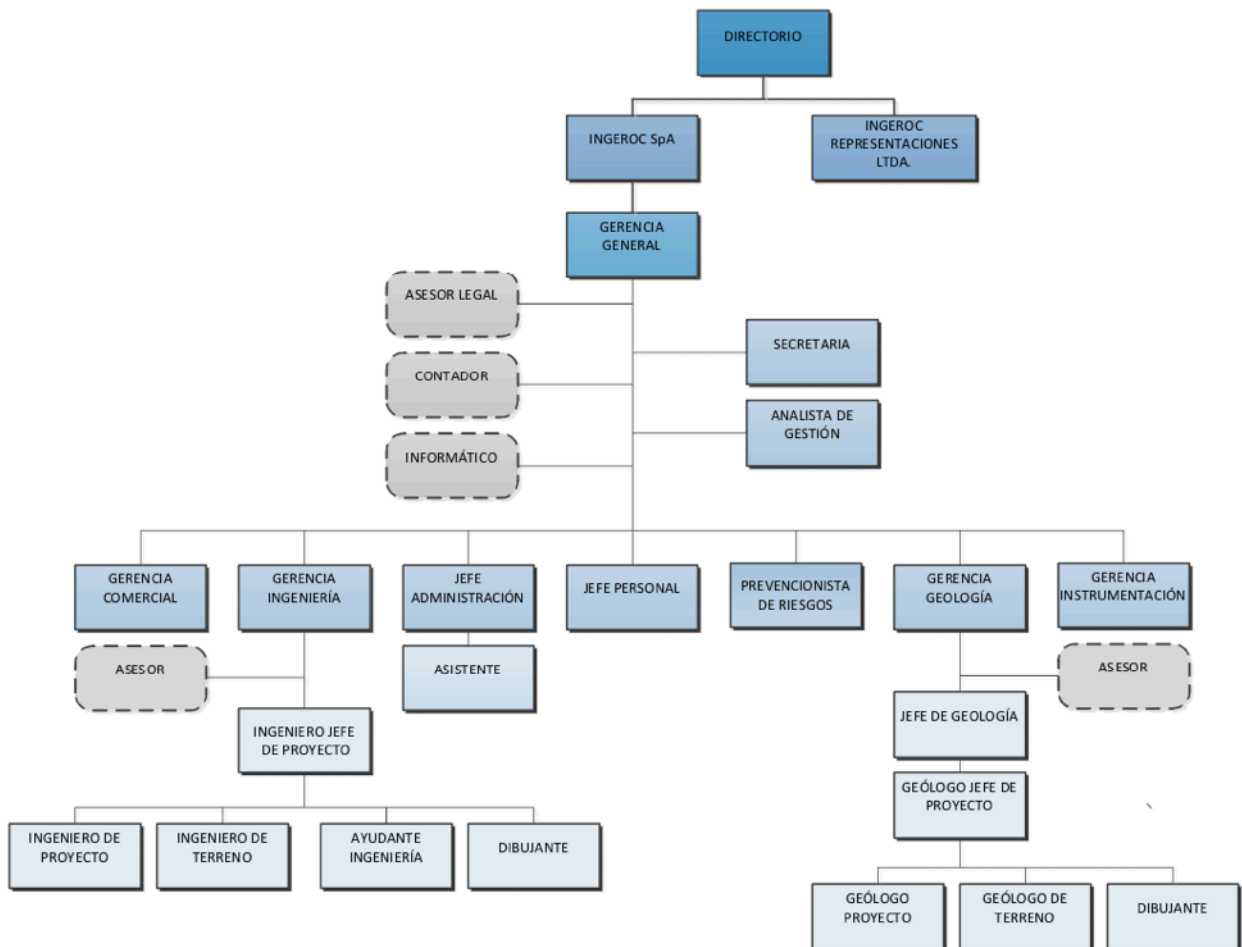 DIRECTORIO
INGEROC SpA
INGEROC
REPRESENTACIONES
LTDA.
GERENCIA
GENERAL
ASESOR LEGAL
SECRETARIA
CONTADOR
ANALISTA DE
GESTIÓN
INFORMÁTICO
GERENCIA
COMERCIAL
GERENCIA
INGENIERÍA
JEFE
ADMINISTRACIÓN
JEFE PERSONAL
PREVENCIONISTA
DE RIESGOS
GERENCIA
GEOLOGÍA
GERENCIA
INSTRUMENTACIÓN
ASESOR
ASISTENTE
ASESOR
INGENIERO JEFE
DE PROYECTO
JEFE DE GEOLOGÍA
GEÓLOGO JEFE DE
PROYECTO
INGENIERO DE
PROYECTO
INGENIERO DE
TERRENO
AYUDANTE
INGENIERÍA
DIBUJANTE
GEÓLOGO
PROYECTO
GEÓLOGO DE
TERRENO
DIBUJANTE